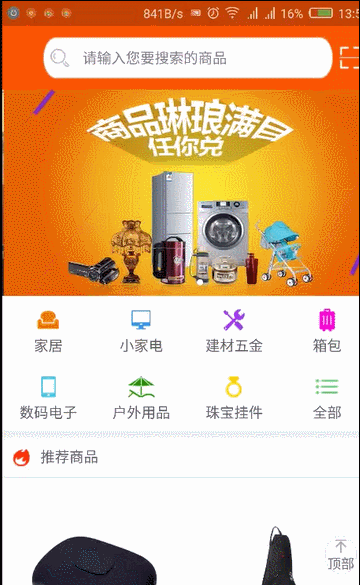 841B/s 16% 13:5
请输入您要搜索的商品
商品琳琅满目
任你兑
家居 小家电 建材五金 箱包
数码电子 户外用品 珠宝挂件 全部
推荐商品
顶部